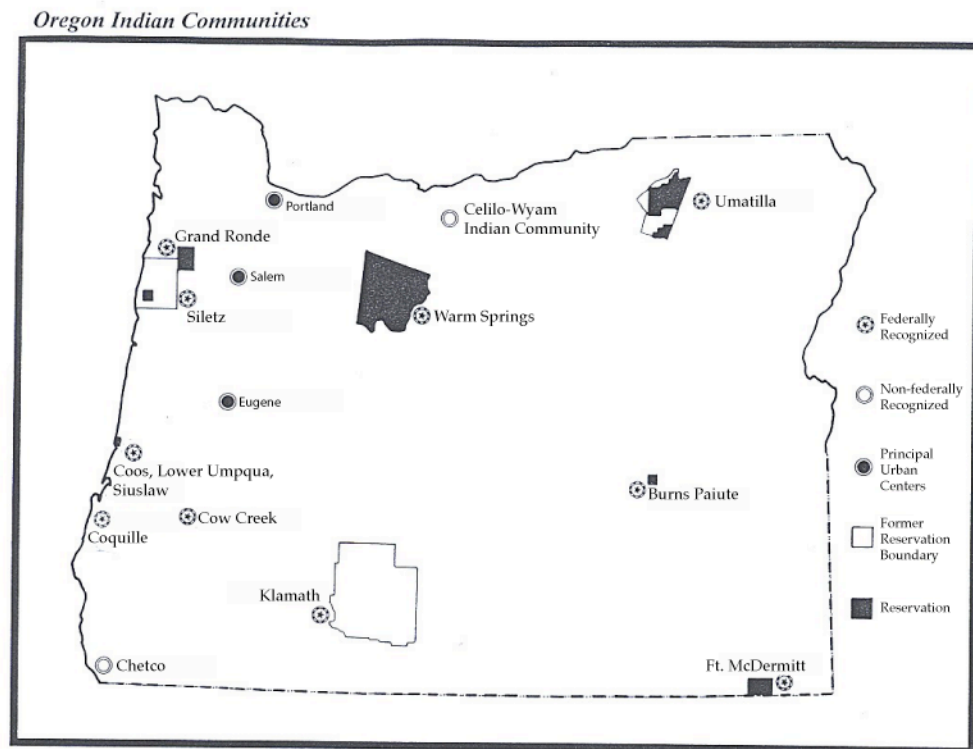 Oregon Indian Communities
Portland
Celilo-Wyam
Indian Community
Umatilla
Grand Ronde
Salem
Siletz
Warm Springs
Federally
Recognized
Eugene
Non-federally
Recognized
Coos, Lower Umpqua,
Siuslaw
Principal
Urban
Centers
Burns Paiute
Cow Creek
Coquille
Former
Reservation
Boundary
Klamath
Reservation
Chetco
Ft. McDermitt